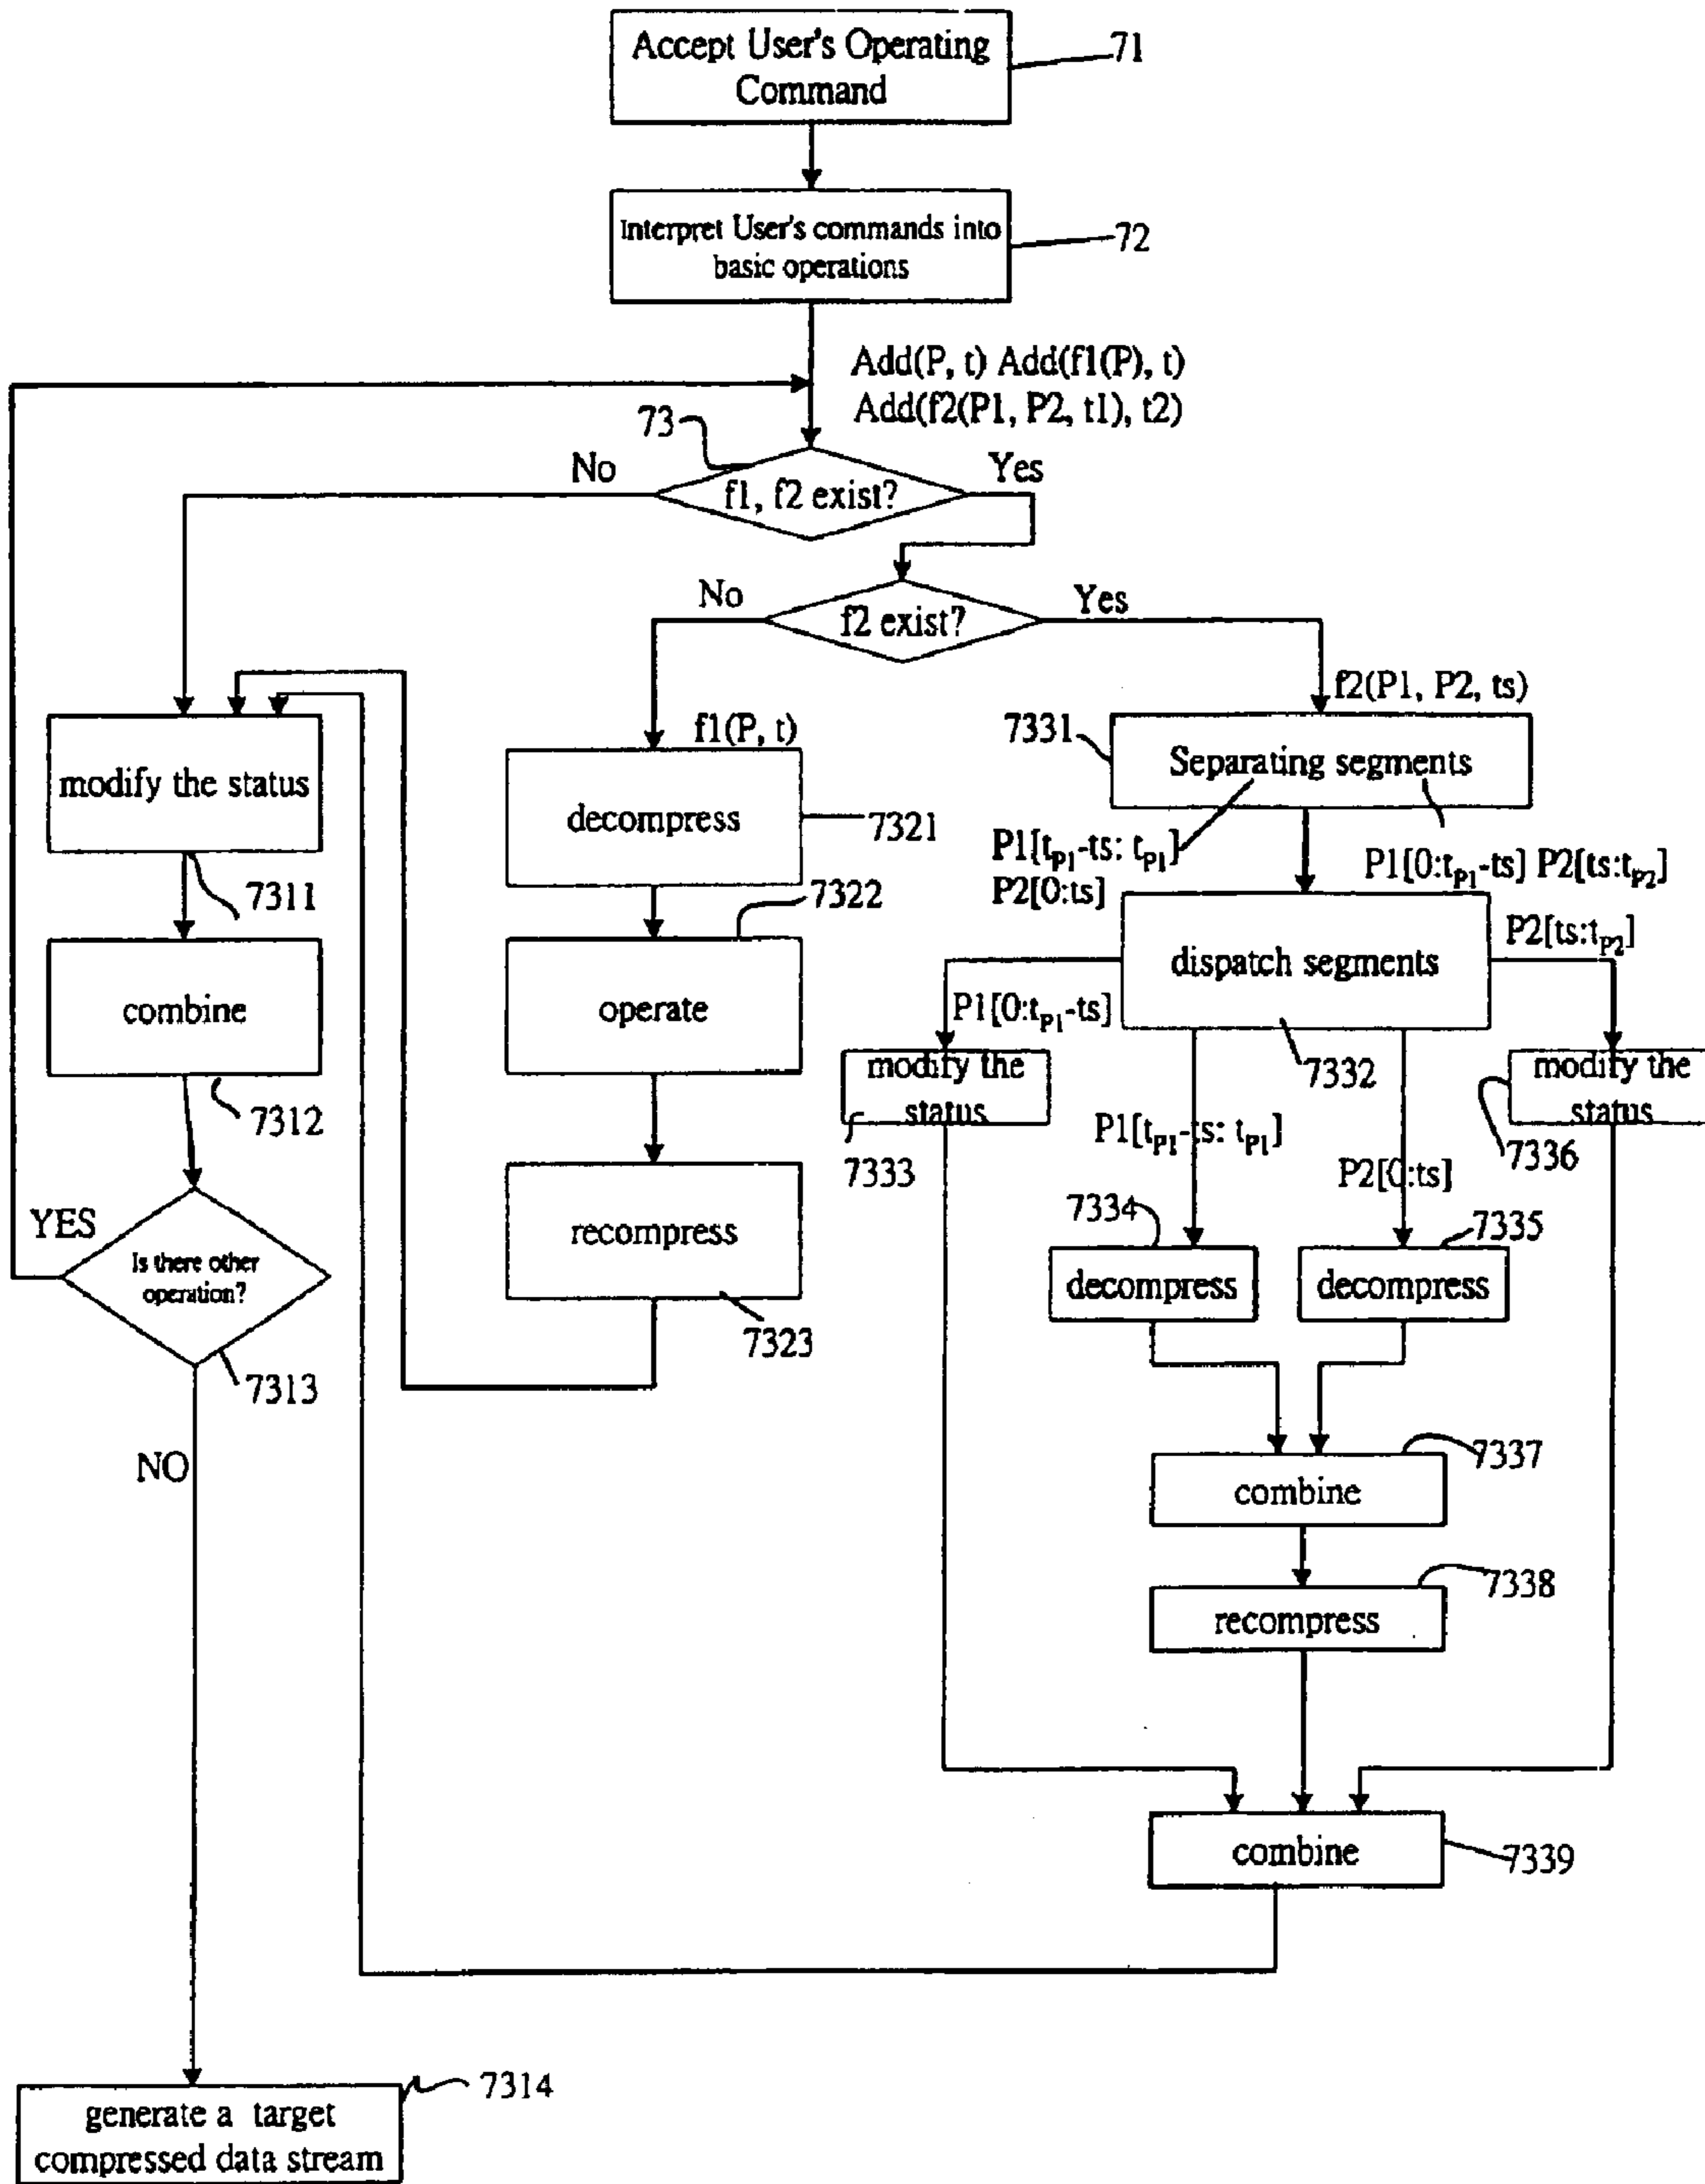 Accept User's Operating
Command
71
Interpret User's commands into
basic operations
72
Add(P, t) Add(f1(P), t)
Add(f2(P1, P2, t1), t2)
73
No
Yes
f1, f2 exist?
No
Yes
f2 exist?
f2(P1, P2, ts)
7331
Separating segments
f1(P, t)
modify the status
7311
decompress
7321
P1[tP1-ts: tP1]
P2[0:ts]
P1[0:tP1-ts] P2[ts:tP2]
7322
combine
7312
operate
dispatch segments
7332
P2[ts:tP2]
P1[0:tP1-ts]
modify the
status
7333
modify the
status
7336
P1[tP1-ts: tP1]
P2[0:ts]
YES
Is there other
operation?
7313
NO
recompress
7323
7334
decompress
7335
decompress
combine
7337
recompress
7338
combine
7339
generate a target
compressed data stream
7314